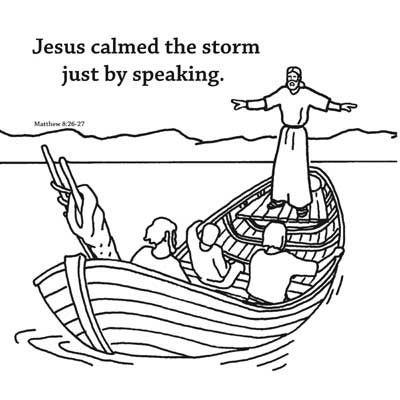 Jesus calmed the storm
just by speaking.
Matthew 8:26-27